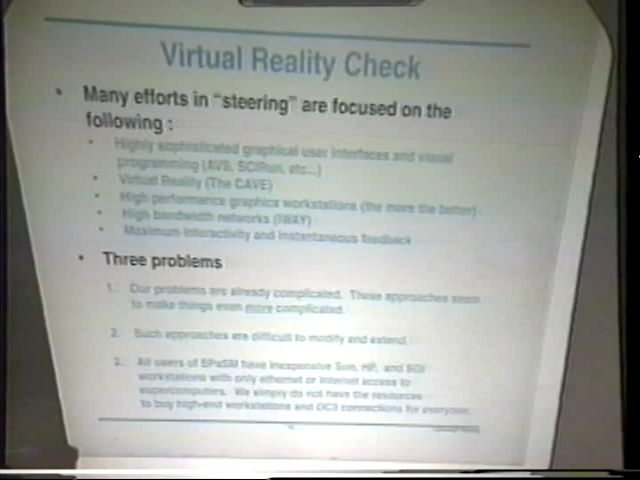 Virtual Reality Check
• Many efforts in "steering" are focused on the
following :
• Highly sophisticated graphical user interfaces and visual
programming (AVS, SCIRun, etc...)
• Virtual Reality (The CAVE)
• High performance graphics workstations (the more the better)
• High bandwidth networks (IWAY)
• Maximum interactivity and instantaneous feedback
• Three problems
1. Our problems are already complicated. These approaches seem
to make things even more complicated.
2. Such approaches are difficult to modify and extend.
3. All users of SPaSM have inexpensive Sun, HP, and SGI
workstations with only ethernet or internet access to
supercomputers. We simply do not have the resources
to buy high-end workstations and OC3 connections for everyone.